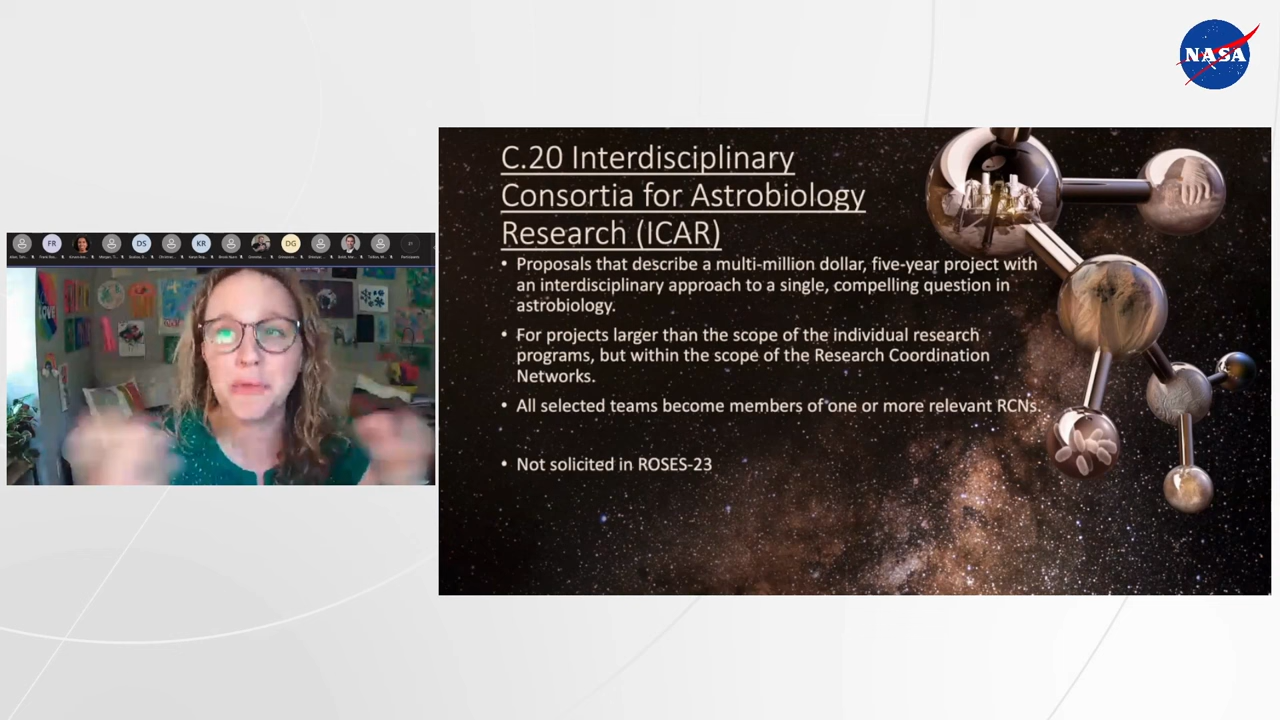 NASA
C.20 Interdisciplinary
Consortia for Astrobiology
Research (ICAR)
• Proposals that describe a multi-million dollar, five-year project with
an interdisciplinary approach to a single, compelling question in
astrobiology.
• For projects larger than the scope of the individual research
programs, but within the scope of the Research Coordination
Networks.
• All selected teams become members of one or more relevant RCNs.
• Not solicited in ROSES-23
FR DS KR DG
Participants
LOVE